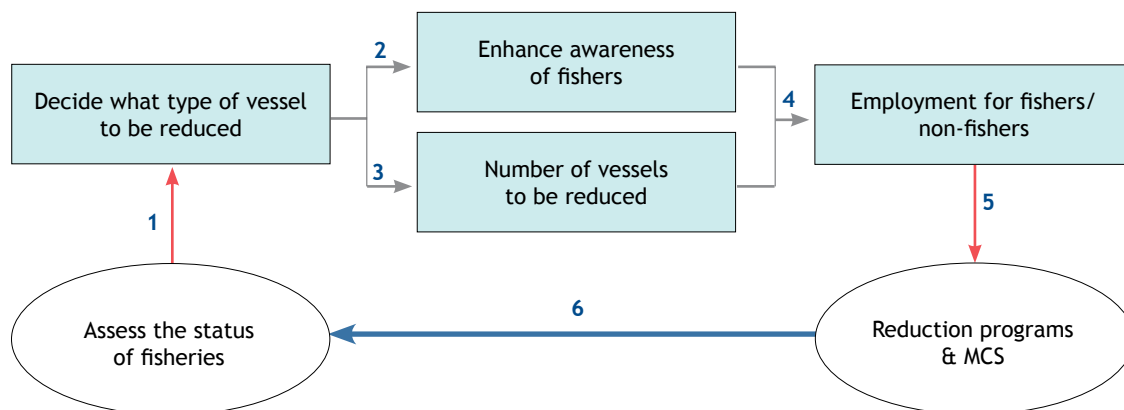 2
Enhance awareness
of fishers
Decide what type of vessel
to be reduced
4
Employment for fishers/
non-fishers
3
Number of vessels
to be reduced
1
5
6
Assess the status
of fisheries
Reduction programs
& MCS